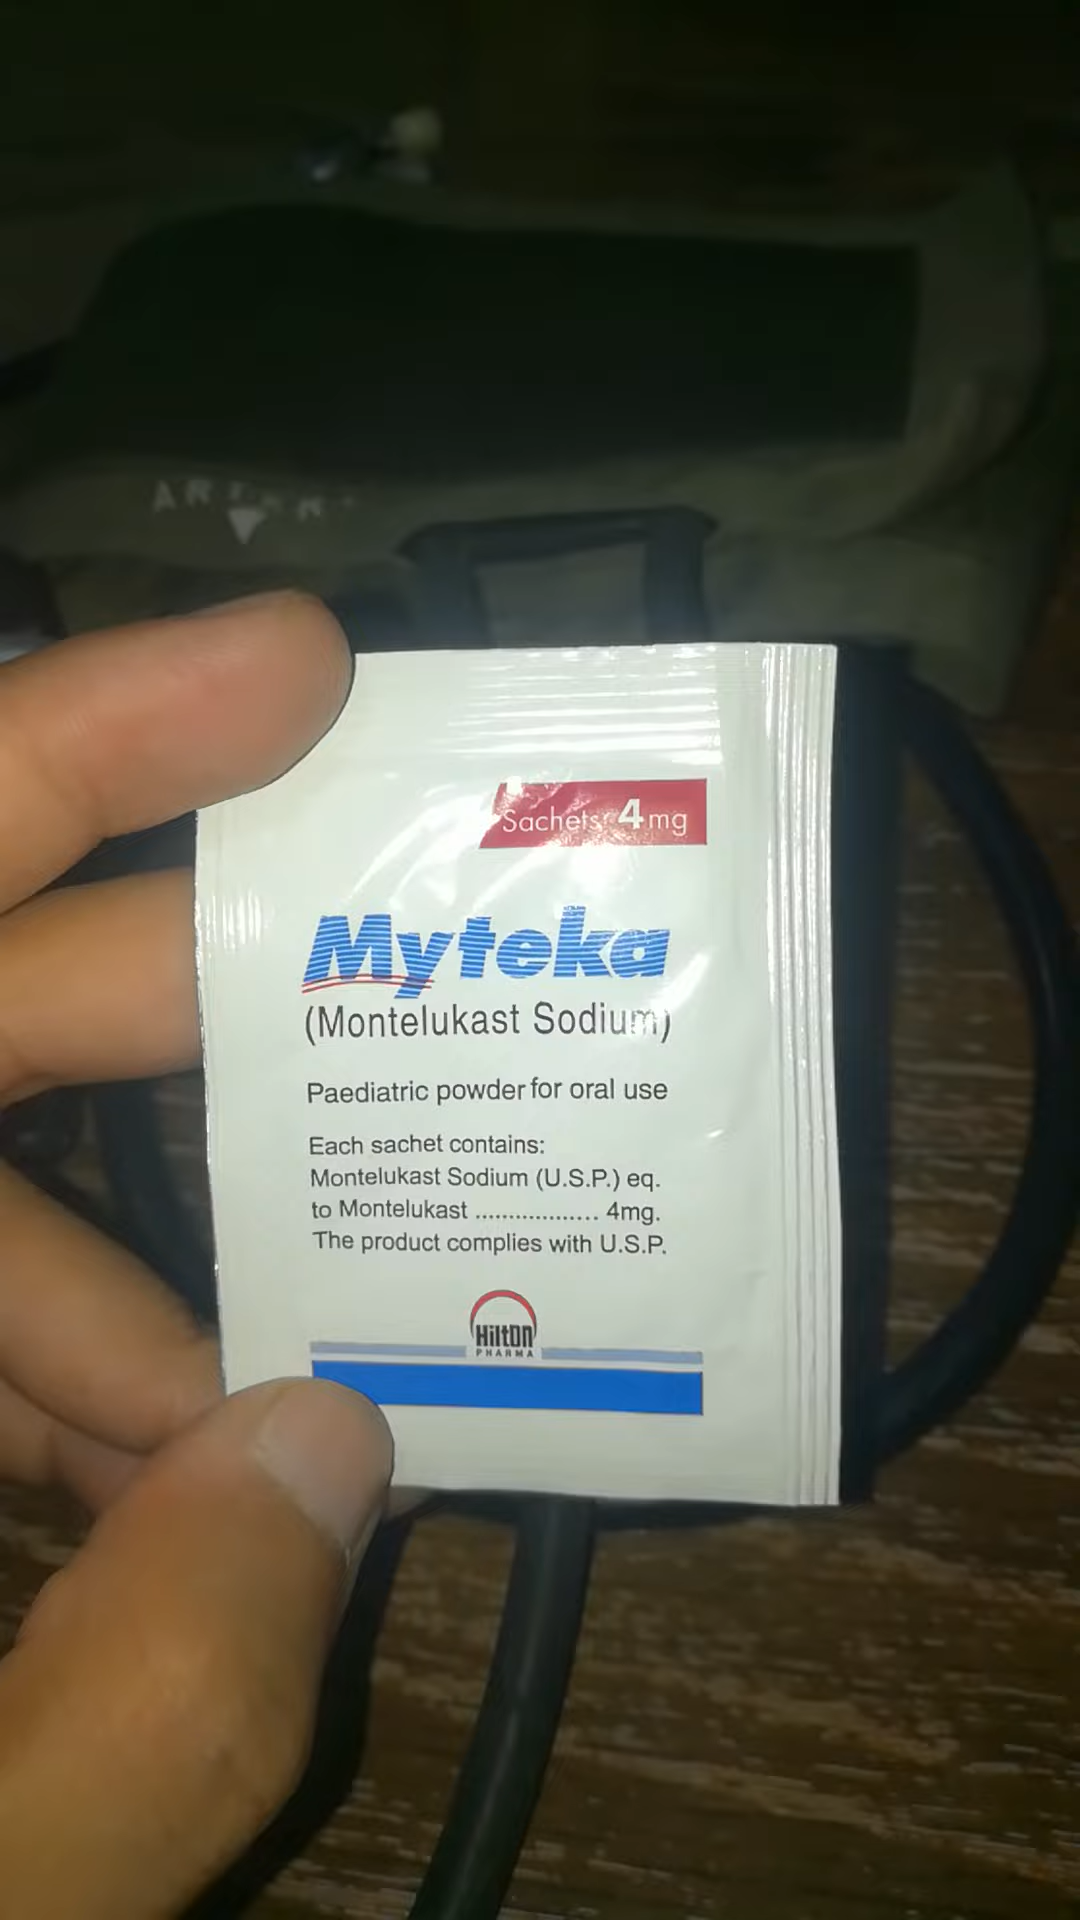 Sachets 4mg
Myteka
(Montelukast Sodium)
Paediatric powder for oral use
Each sachet contains:
Montelukast Sodium (U.S.P.) eq.
to Montelukast .................. 4mg.
The product complies with U.S.P.
HiltOn
PHARMA